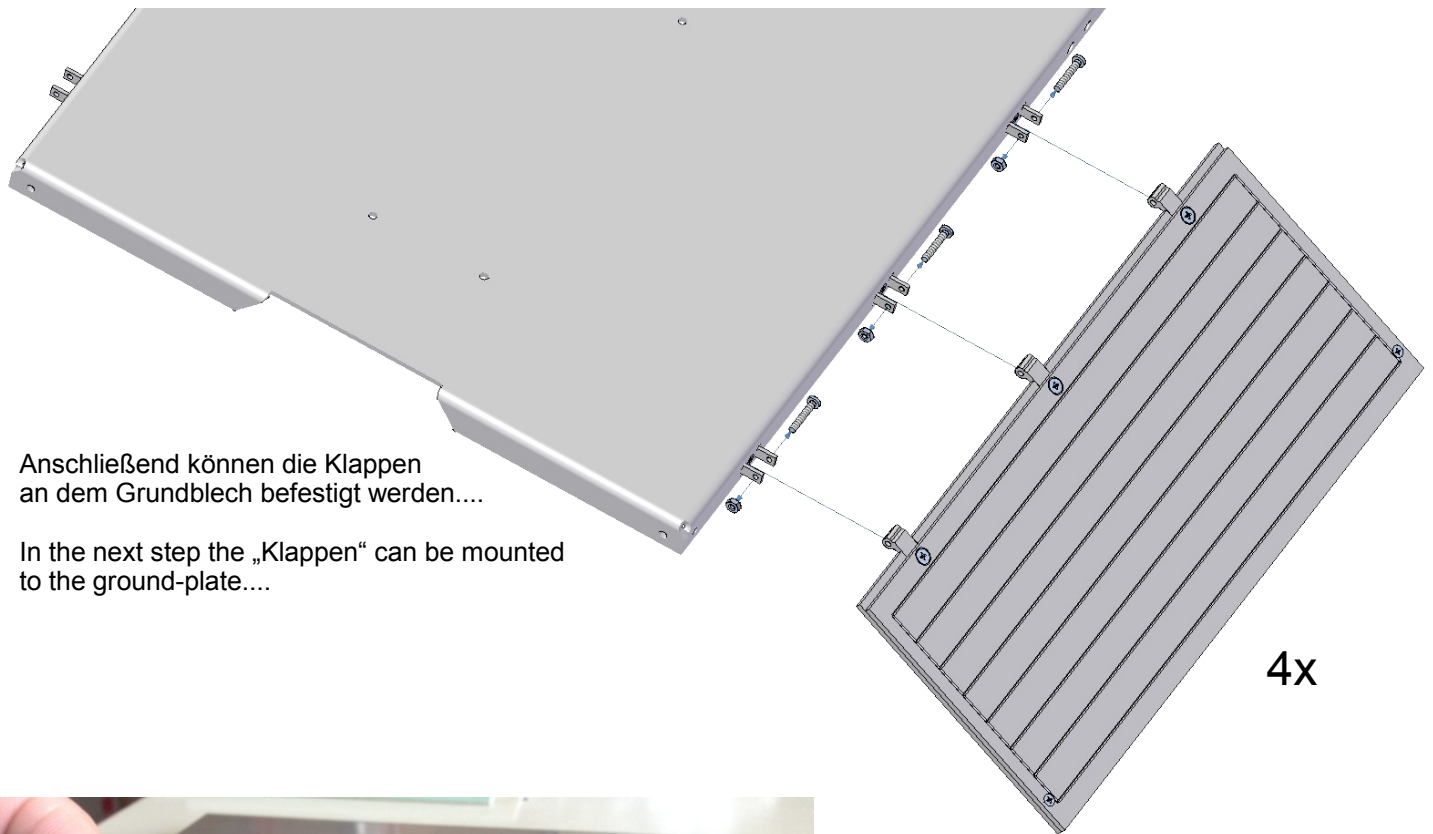 Anschließend können die Klappen
an dem Grundblech befestigt werden....
In the next step the „Klappen“ can be mounted
to the ground-plate....
4x